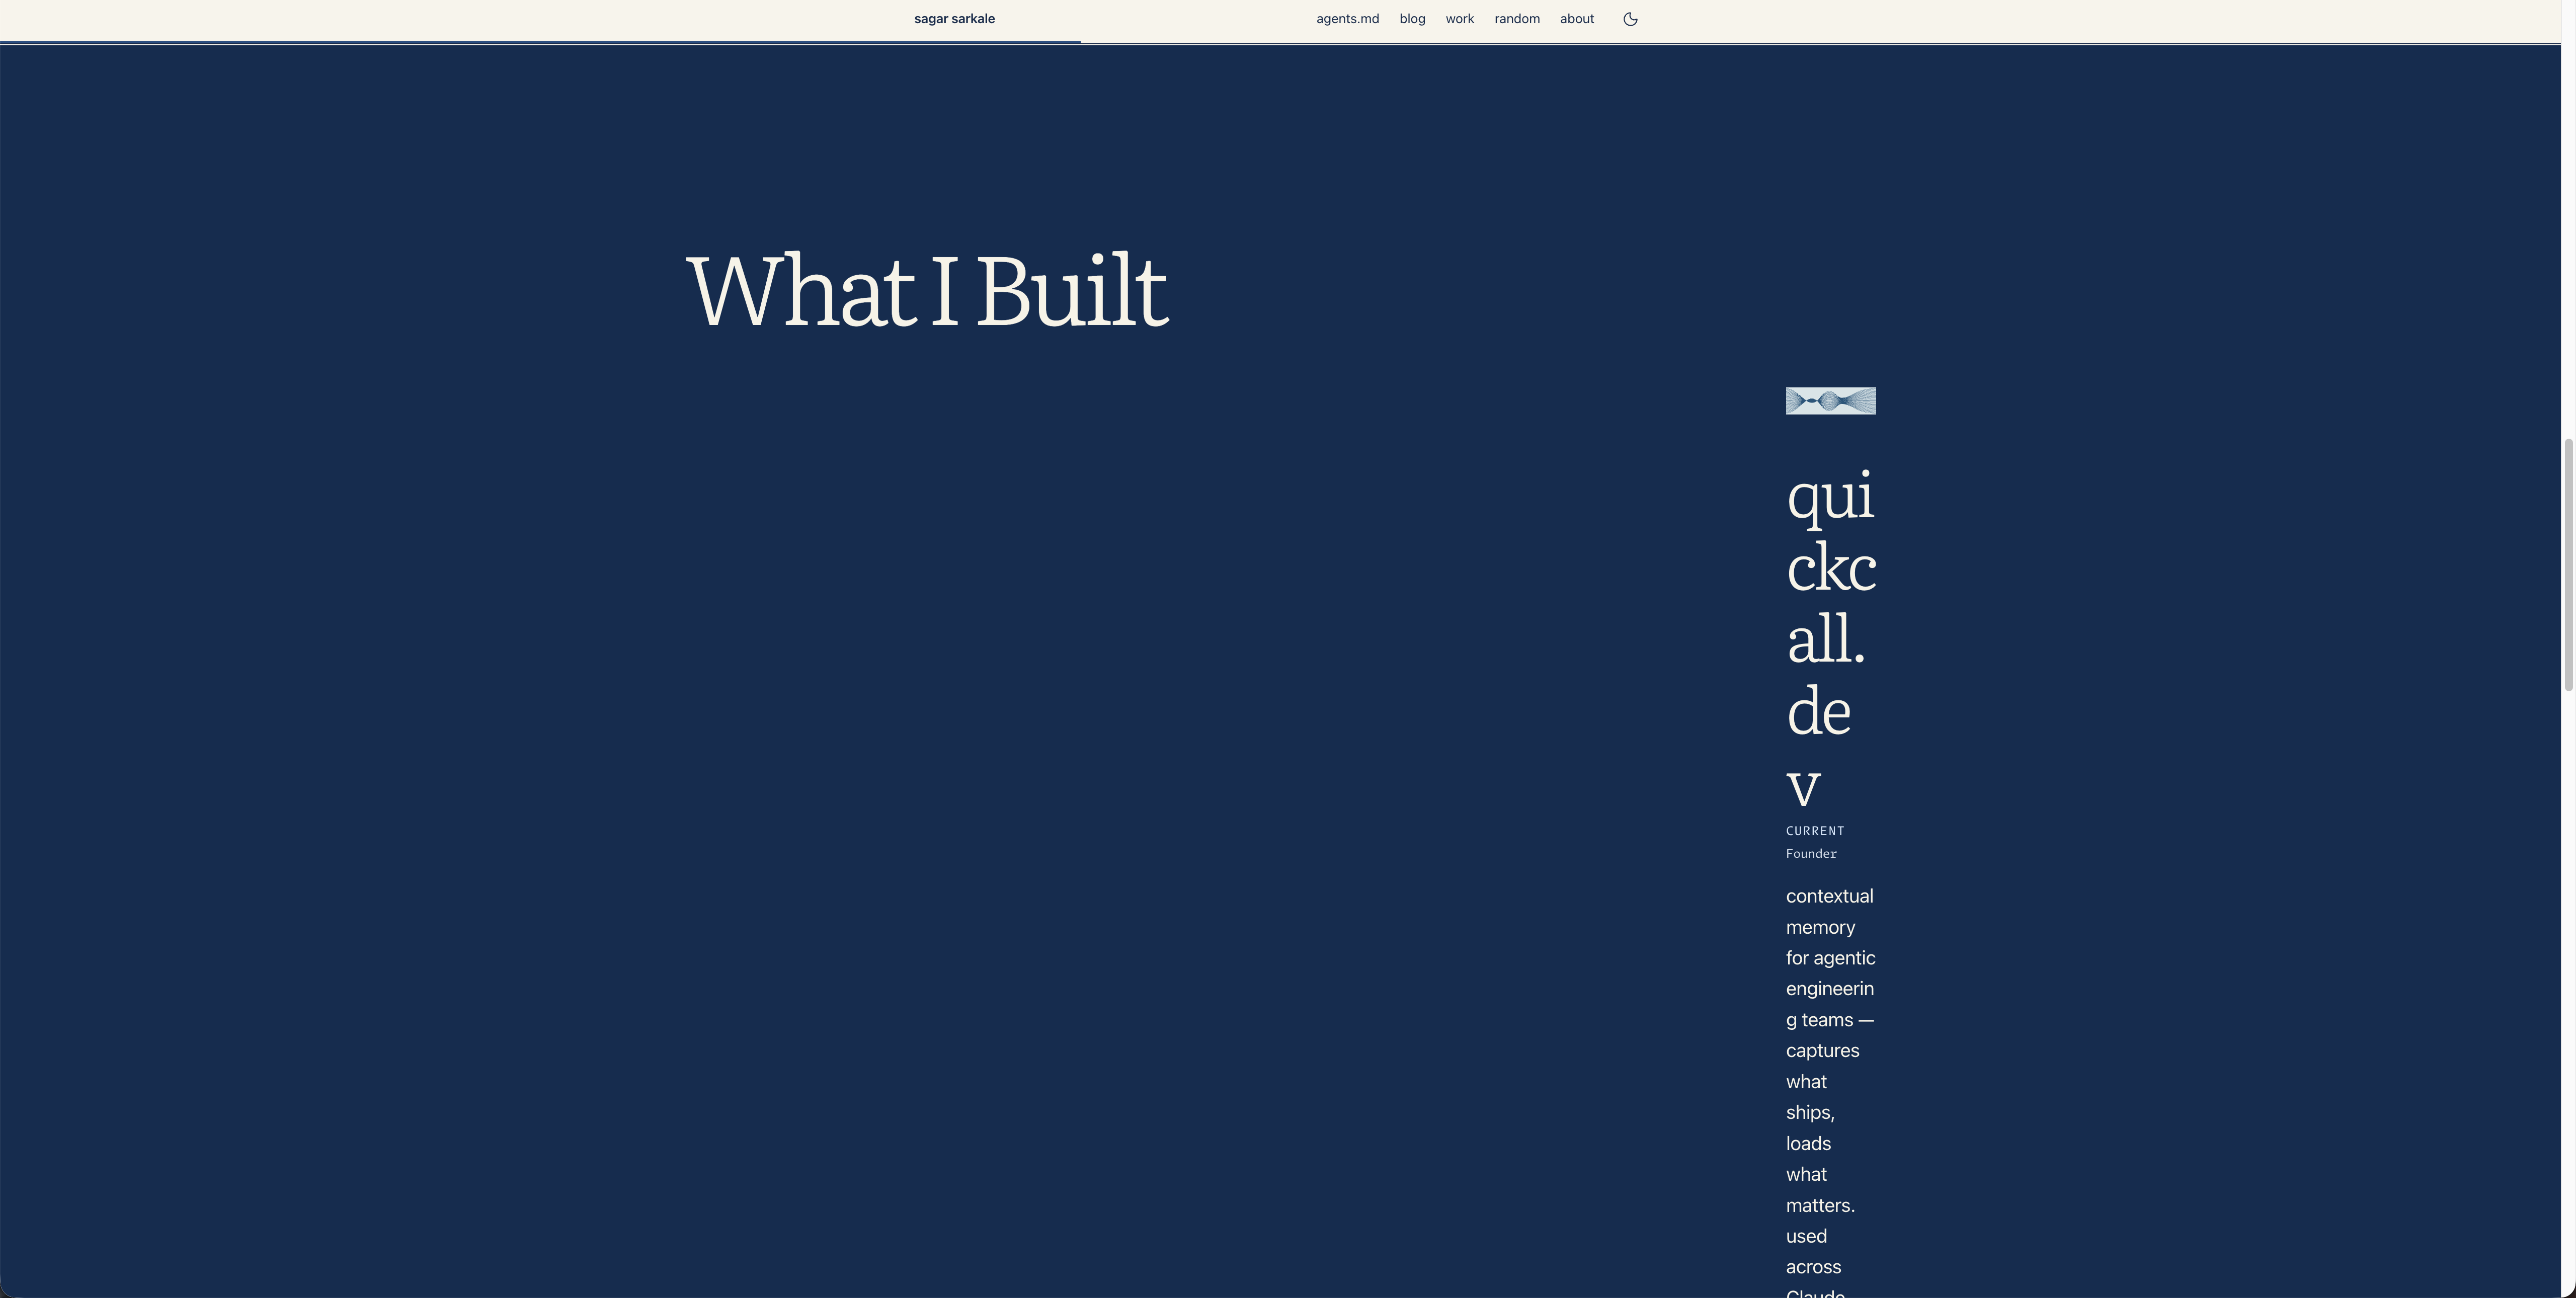 sagar sarkale
agents.md blog work random about
What I Built
qui
ckc
all.
de
v
CURRENT
Founder
contextual
memory
for agentic
engineerin
g teams —
captures
what
ships,
loads
what
matters.
used
across
Claude